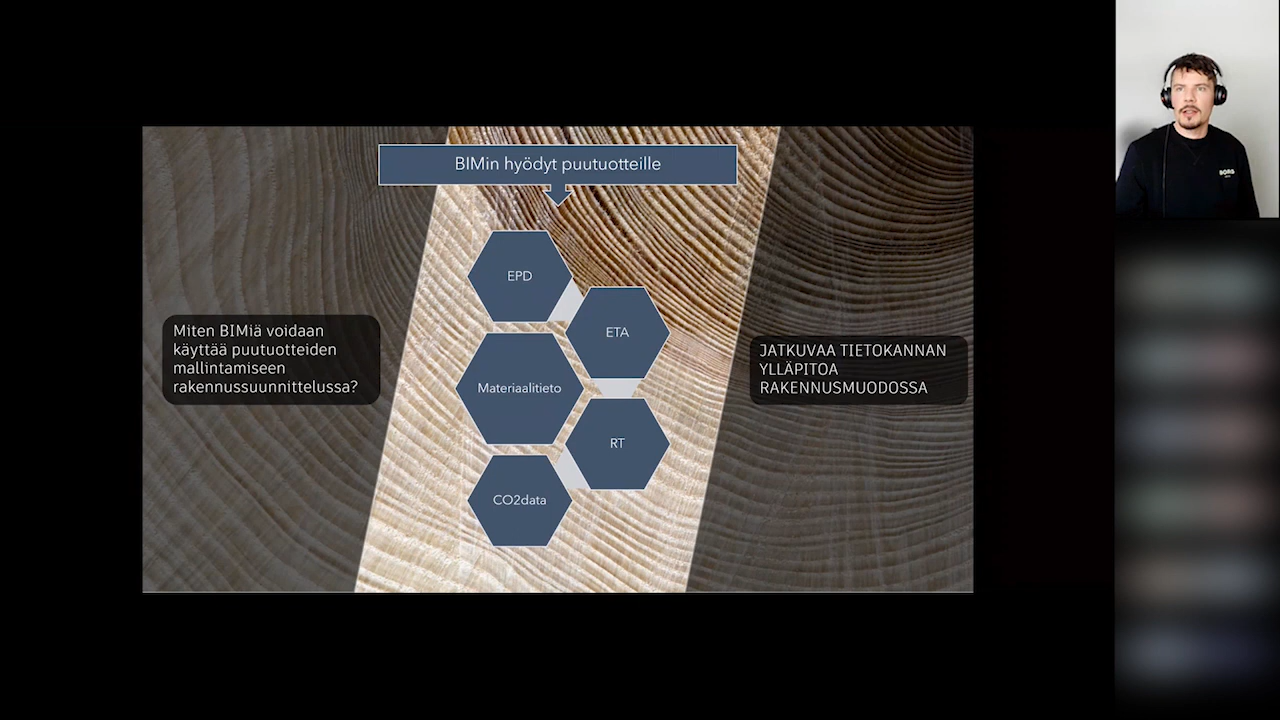 BIMin hyödyt puutuotteille
EPD
ETA
Miten BIMiä voidaan
käyttää puutuotteiden
mallintamiseen
rakennussuunnittelussa?
Materiaalitieto
JATKUVAA TIETOKANNAN
YLLÄPITOA
RAKENNUSMUODOSSA
RT
CO2data
BORG